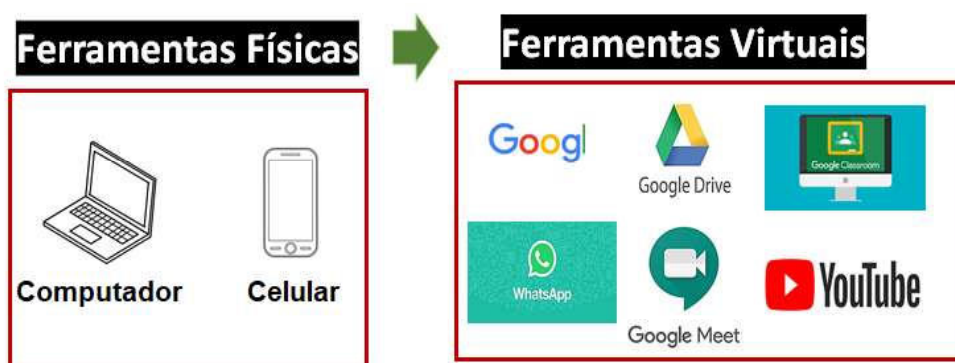 Ferramentas Físicas
Ferramentas Virtuais
Computador
Celular
Googl
Google Drive
Google Classroom
WhatsApp
Google Meet
YouTube